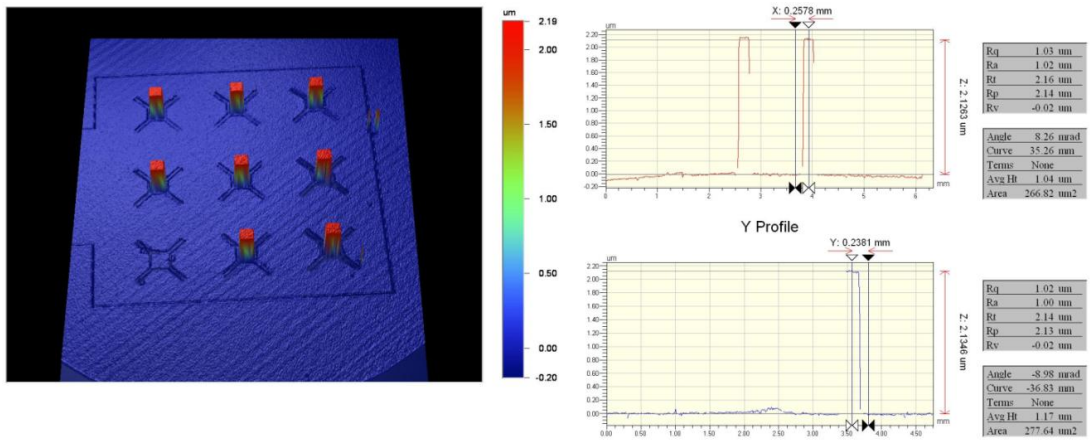 um
2.19
2.00
1.50
1.00
0.50
0.00
-0.20
X: 0.2578 mm
um
2.20
2.00
1.80
1.60
1.40
1.20
1.00
0.80
0.60
0.40
0.20
0.00
-0.20
0 1 2 3 4 5 6
mm
Z: 2.1263 um
Rq 1.03 um
Ra 1.02 um
Rt 2.16 um
Rp 2.14 um
Rv -0.02 um
Angle 8.26 mrad
Curve 35.26 mm
Terms None
Avg Ht 1.04 um
Area 266.82 um2
Y Profile
Y: 0.2381 mm
um
2.20
2.00
1.80
1.60
1.40
1.20
1.00
0.80
0.60
0.40
0.20
0.00
0.00 0.50 1.00 1.50 2.00 2.50 3.00 3.50 4.00 4.50
mm
Z: 2.1346 um
Rq 1.02 um
Ra 1.00 um
Rt 2.14 um
Rp 2.13 um
Rv -0.02 um
Angle -8.98 mrad
Curve -36.83 mm
Terms None
Avg Ht 1.17 um
Area 277.64 um2